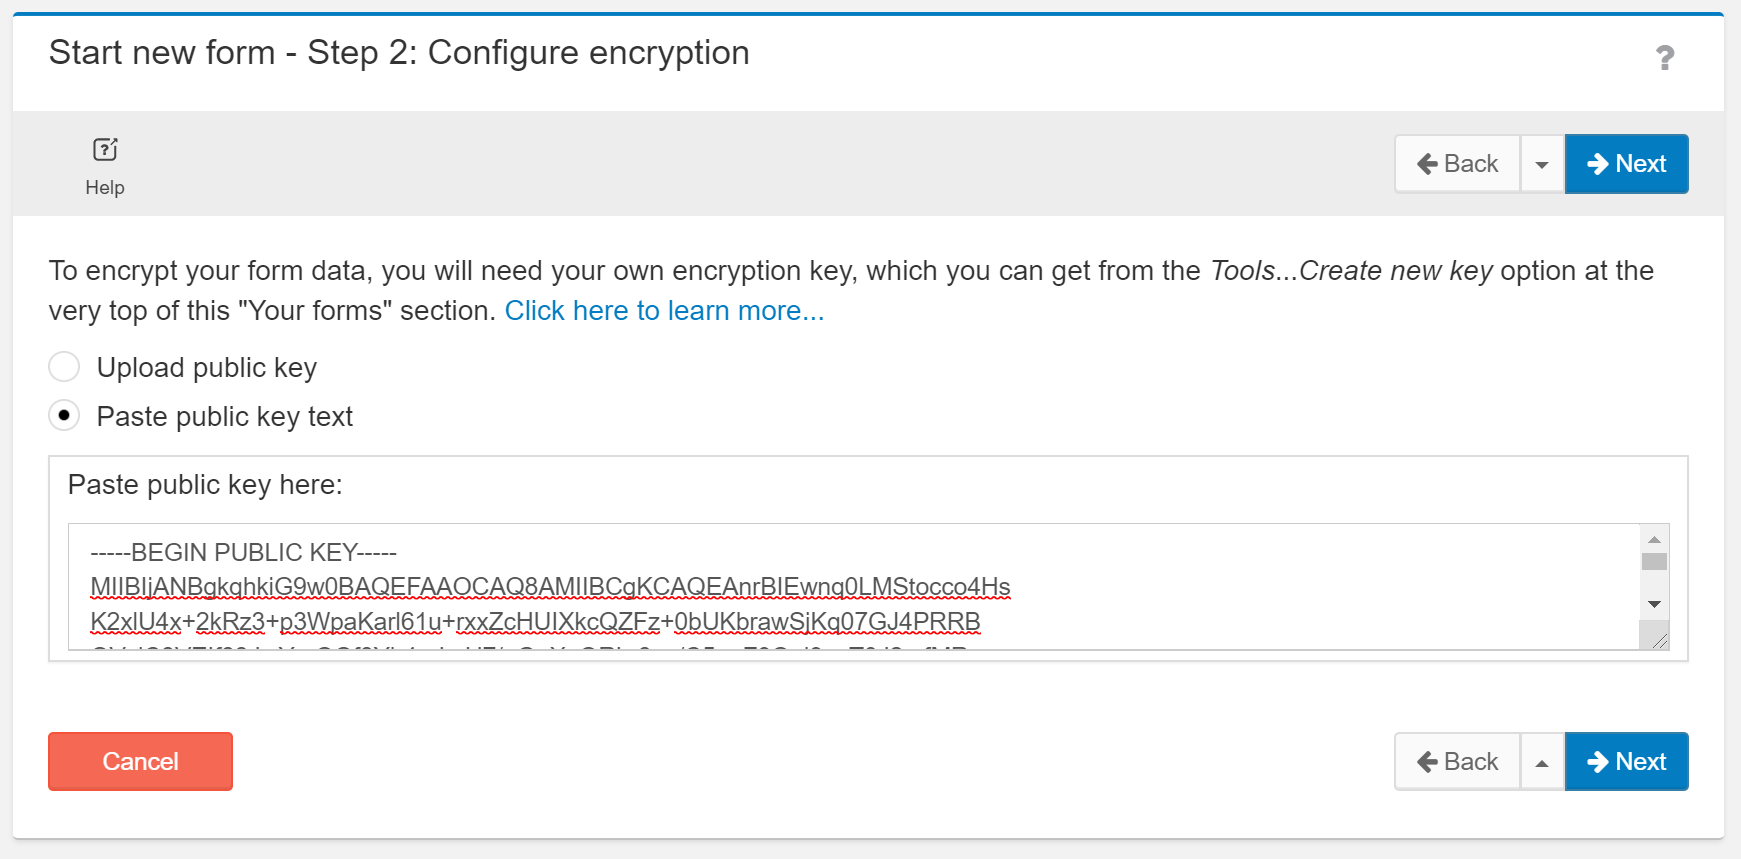 Start new form - Step 2: Configure encryption
?
Help
Back
Next
To encrypt your form data, you will need your own encryption key, which you can get from the Tools...Create new key option at the
very top of this "Your forms" section. Click here to learn more...
Upload public key
Paste public key text
Paste public key here:
-----BEGIN PUBLIC KEY-----
MIIBIjANBgkqhkiG9w0BAQEFAAOCAQ8AMIIBCgKCAQEAnrBIEwnq0LMStocco4Hs
K2xlU4x+2kRz3+p3WpaKarl61u+rxxZcHUIXkcQZFz+0bUKbrawSjKq07GJ4PRRB
Cancel
Back
Next